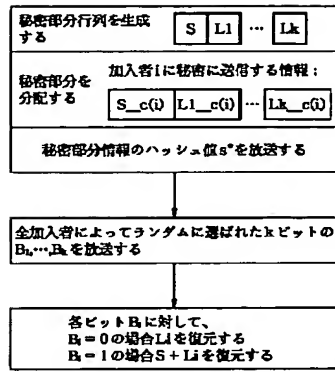 秘密部分行列を生成
する
S L1 … Lk
秘密部分を
分配する
加入者iに秘密に送信する情報：
S__c(i) L1__c(i) … Lk__c(i)
秘密部分情報のハッシュ値s*を放送する
全加入者によってランダムに選ばれたkビットの
B₁,…,Bₖを放送する
各ビットBᵢに対して、
Bᵢ＝0の場合Liを復元する
Bᵢ＝1の場合S＋Liを復元する